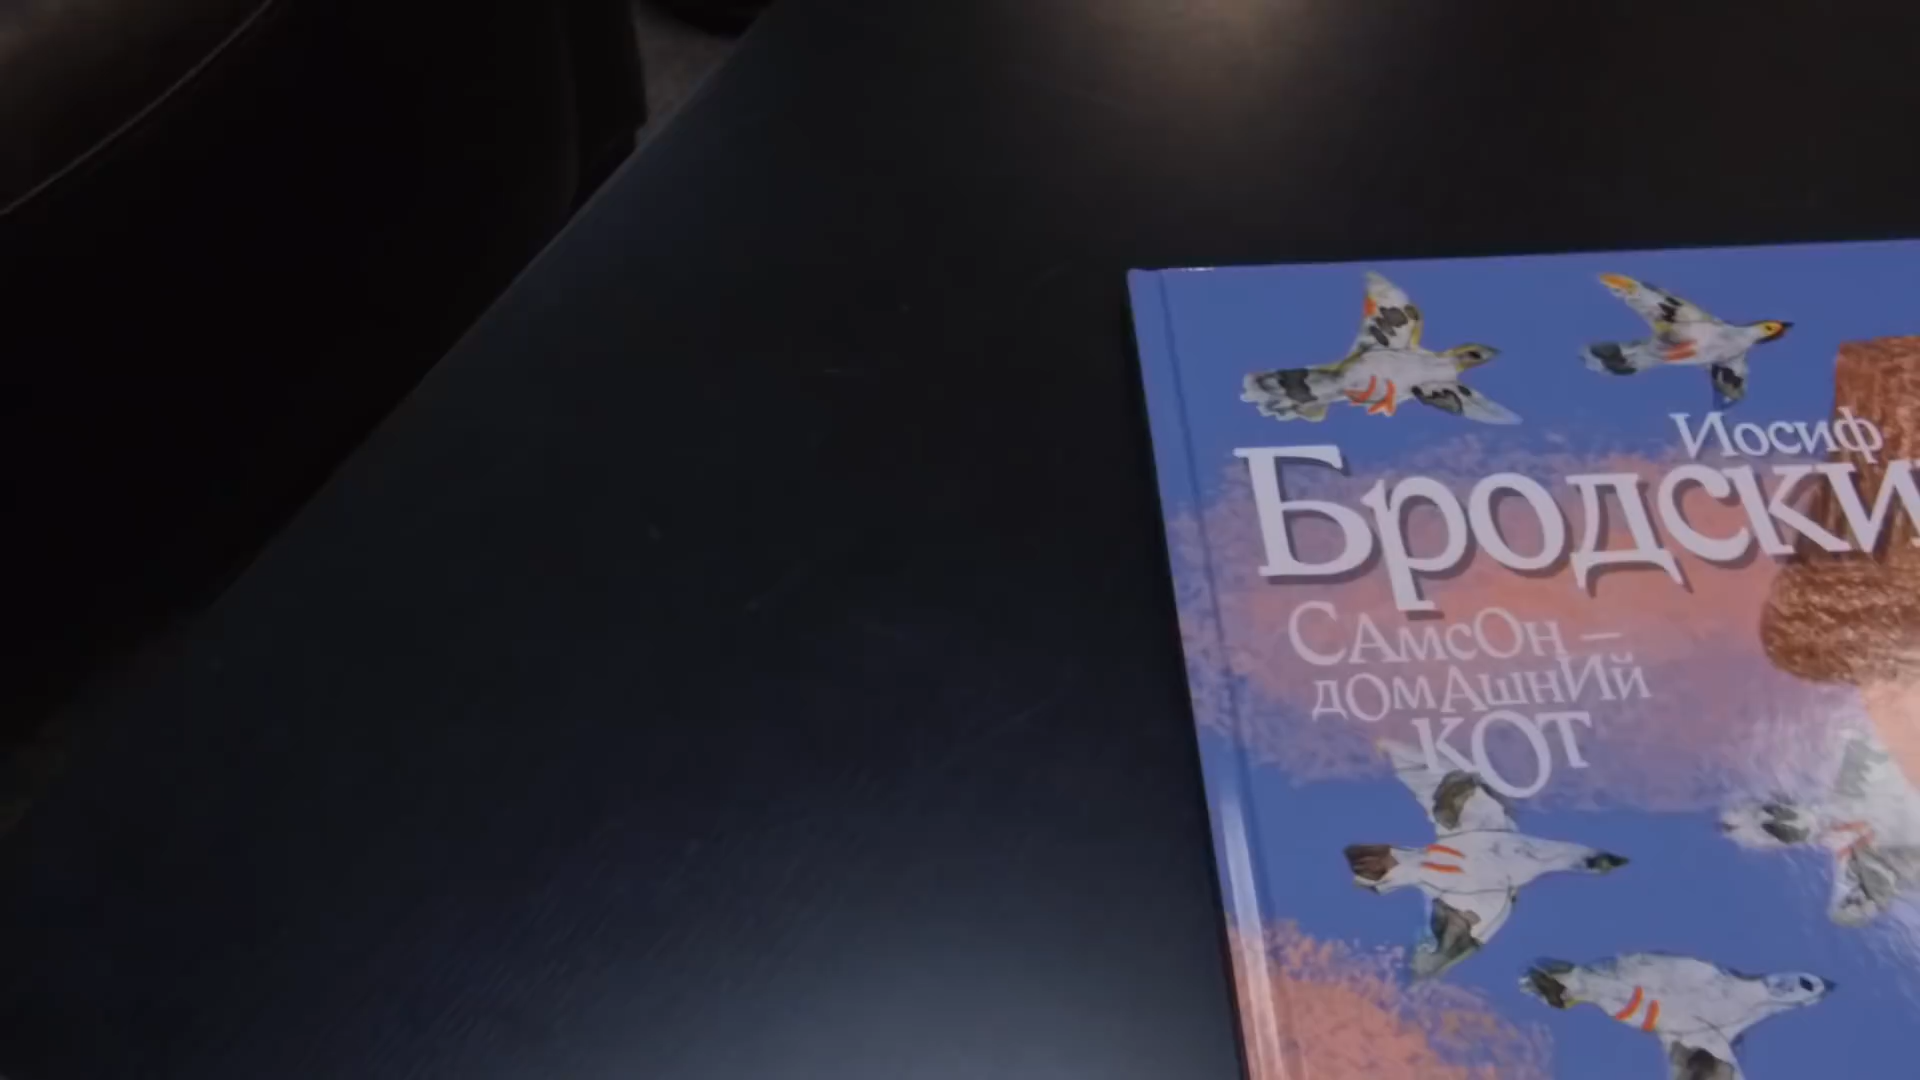 Иосиф
Бродски
Самсон –
домашний
кот